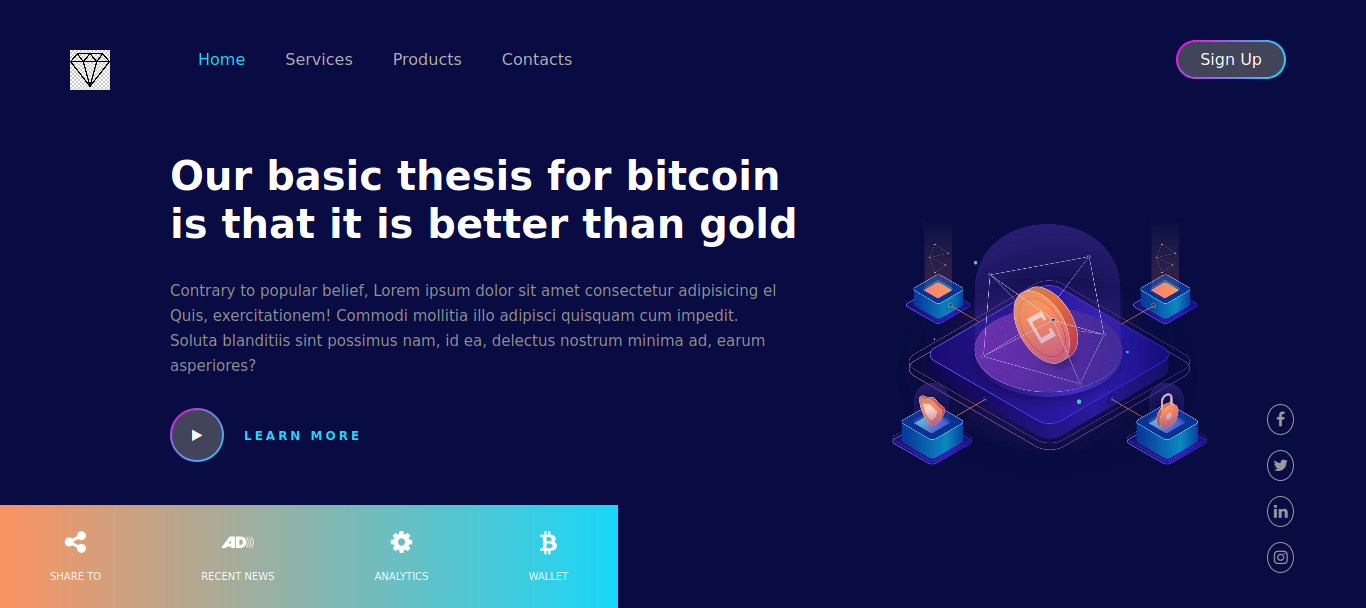 Home Services Products Contacts Sign Up
Our basic thesis for bitcoin
is that it is better than gold
Contrary to popular belief, Lorem ipsum dolor sit amet consectetur adipisicing el
Quis, exercitationem! Commodi mollitia illo adipisci quisquam cum impedit.
Soluta blanditiis sint possimus nam, id ea, delectus nostrum minima ad, earum
asperiores?
LEARN MORE
SHARE TO RECENT NEWS ANALYTICS WALLET